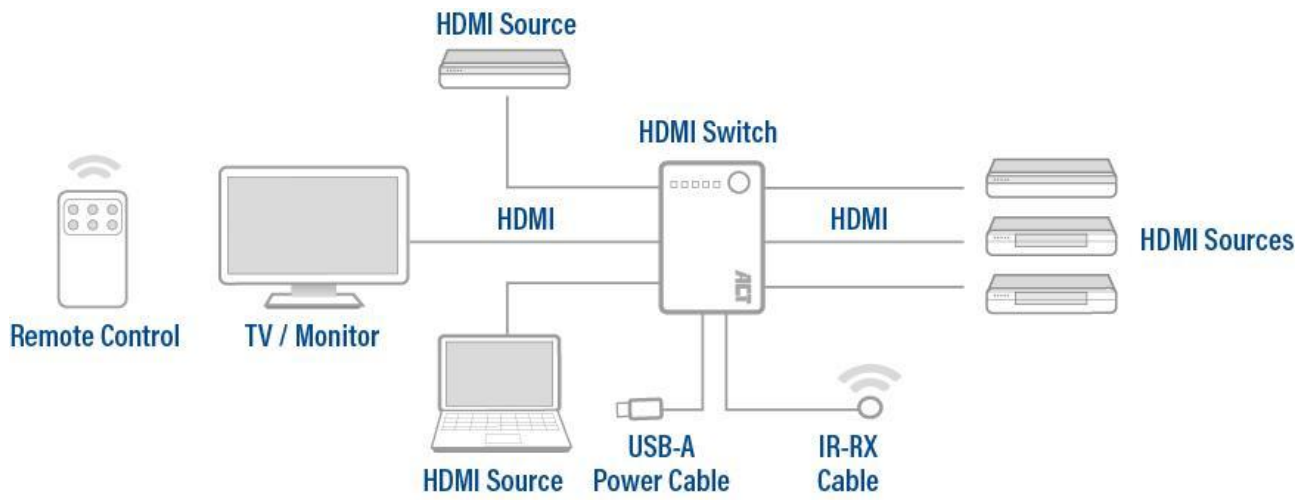 HDMI Source
HDMI Switch
HDMI
HDMI
HDMI Sources
ACT
Remote Control
TV / Monitor
HDMI Source
USB-A
Power Cable
IR-RX
Cable